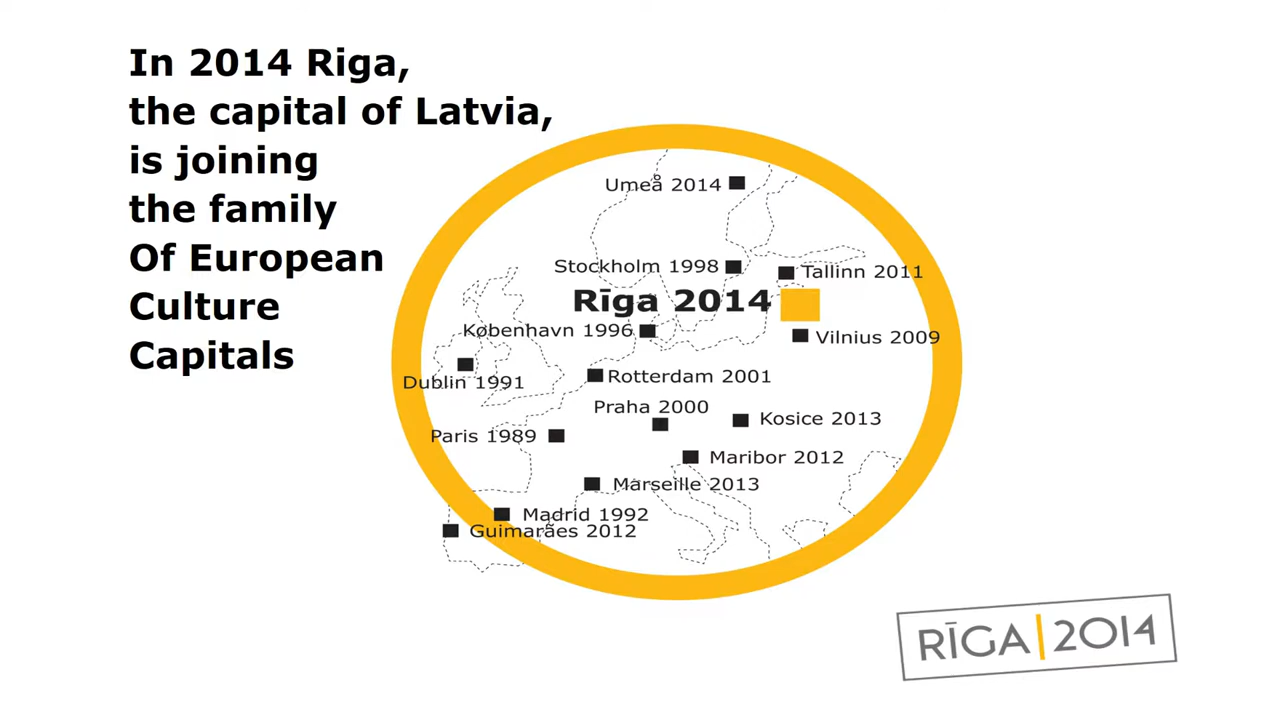 In 2014 Riga,
the capital of Latvia,
is joining
the family
Of European
Culture
Capitals
Umeå 2014
Stockholm 1998
Tallinn 2011
Rīga 2014
København 1996
Vilnius 2009
Dublin 1991
Rotterdam 2001
Praha 2000
Kosice 2013
Paris 1989
Maribor 2012
Marseille 2013
Madrid 1992
Guimarães 2012
RĪGA|2014